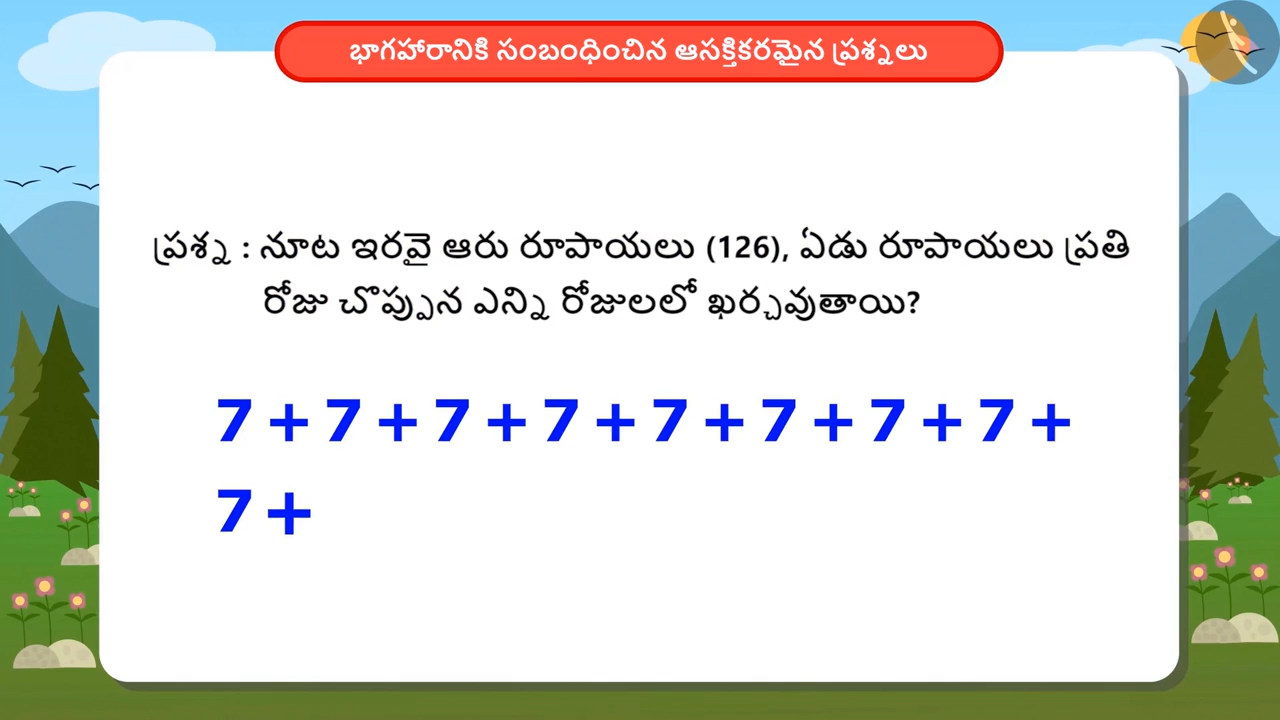 భాగహారానికి సంబంధించిన ఆసక్తికరమైన ప్రశ్నలు
ప్రశ్న : నూట ఇరవై ఆరు రూపాయలు (126), ఏడు రూపాయలు ప్రతి
రోజు చొప్పున ఎన్ని రోజులలో ఖర్చవుతాయి?
7 + 7 + 7 + 7 + 7 + 7 + 7 + 7 +
7 +